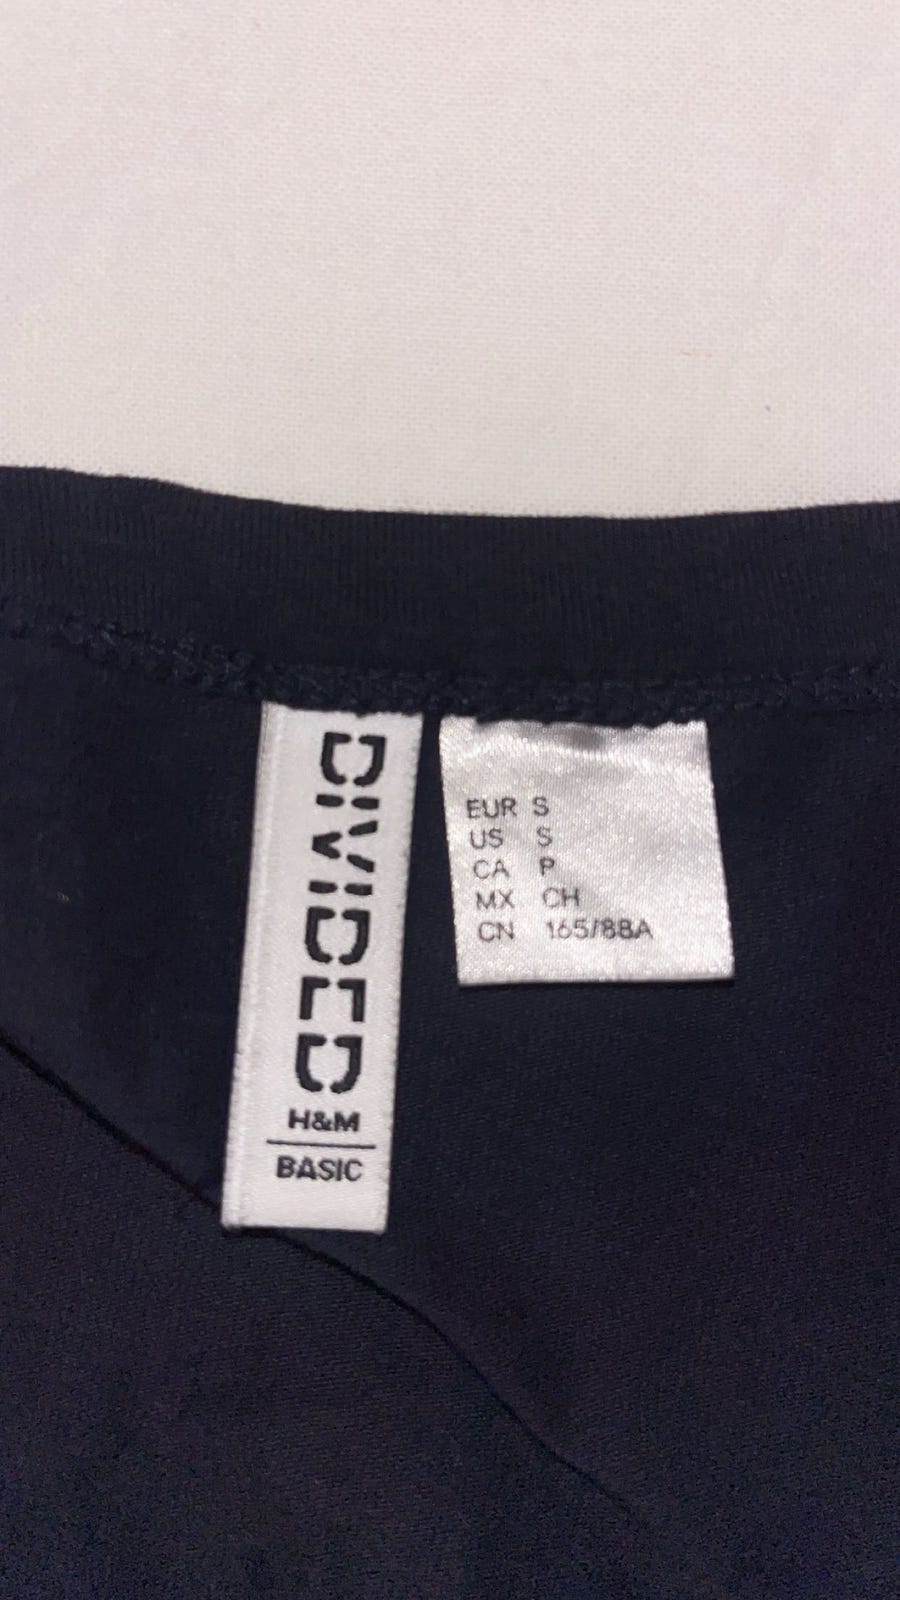 DIVIDED
H&M
BASIC
EUR S
US S
CA P
MX CH
CN 165/88A